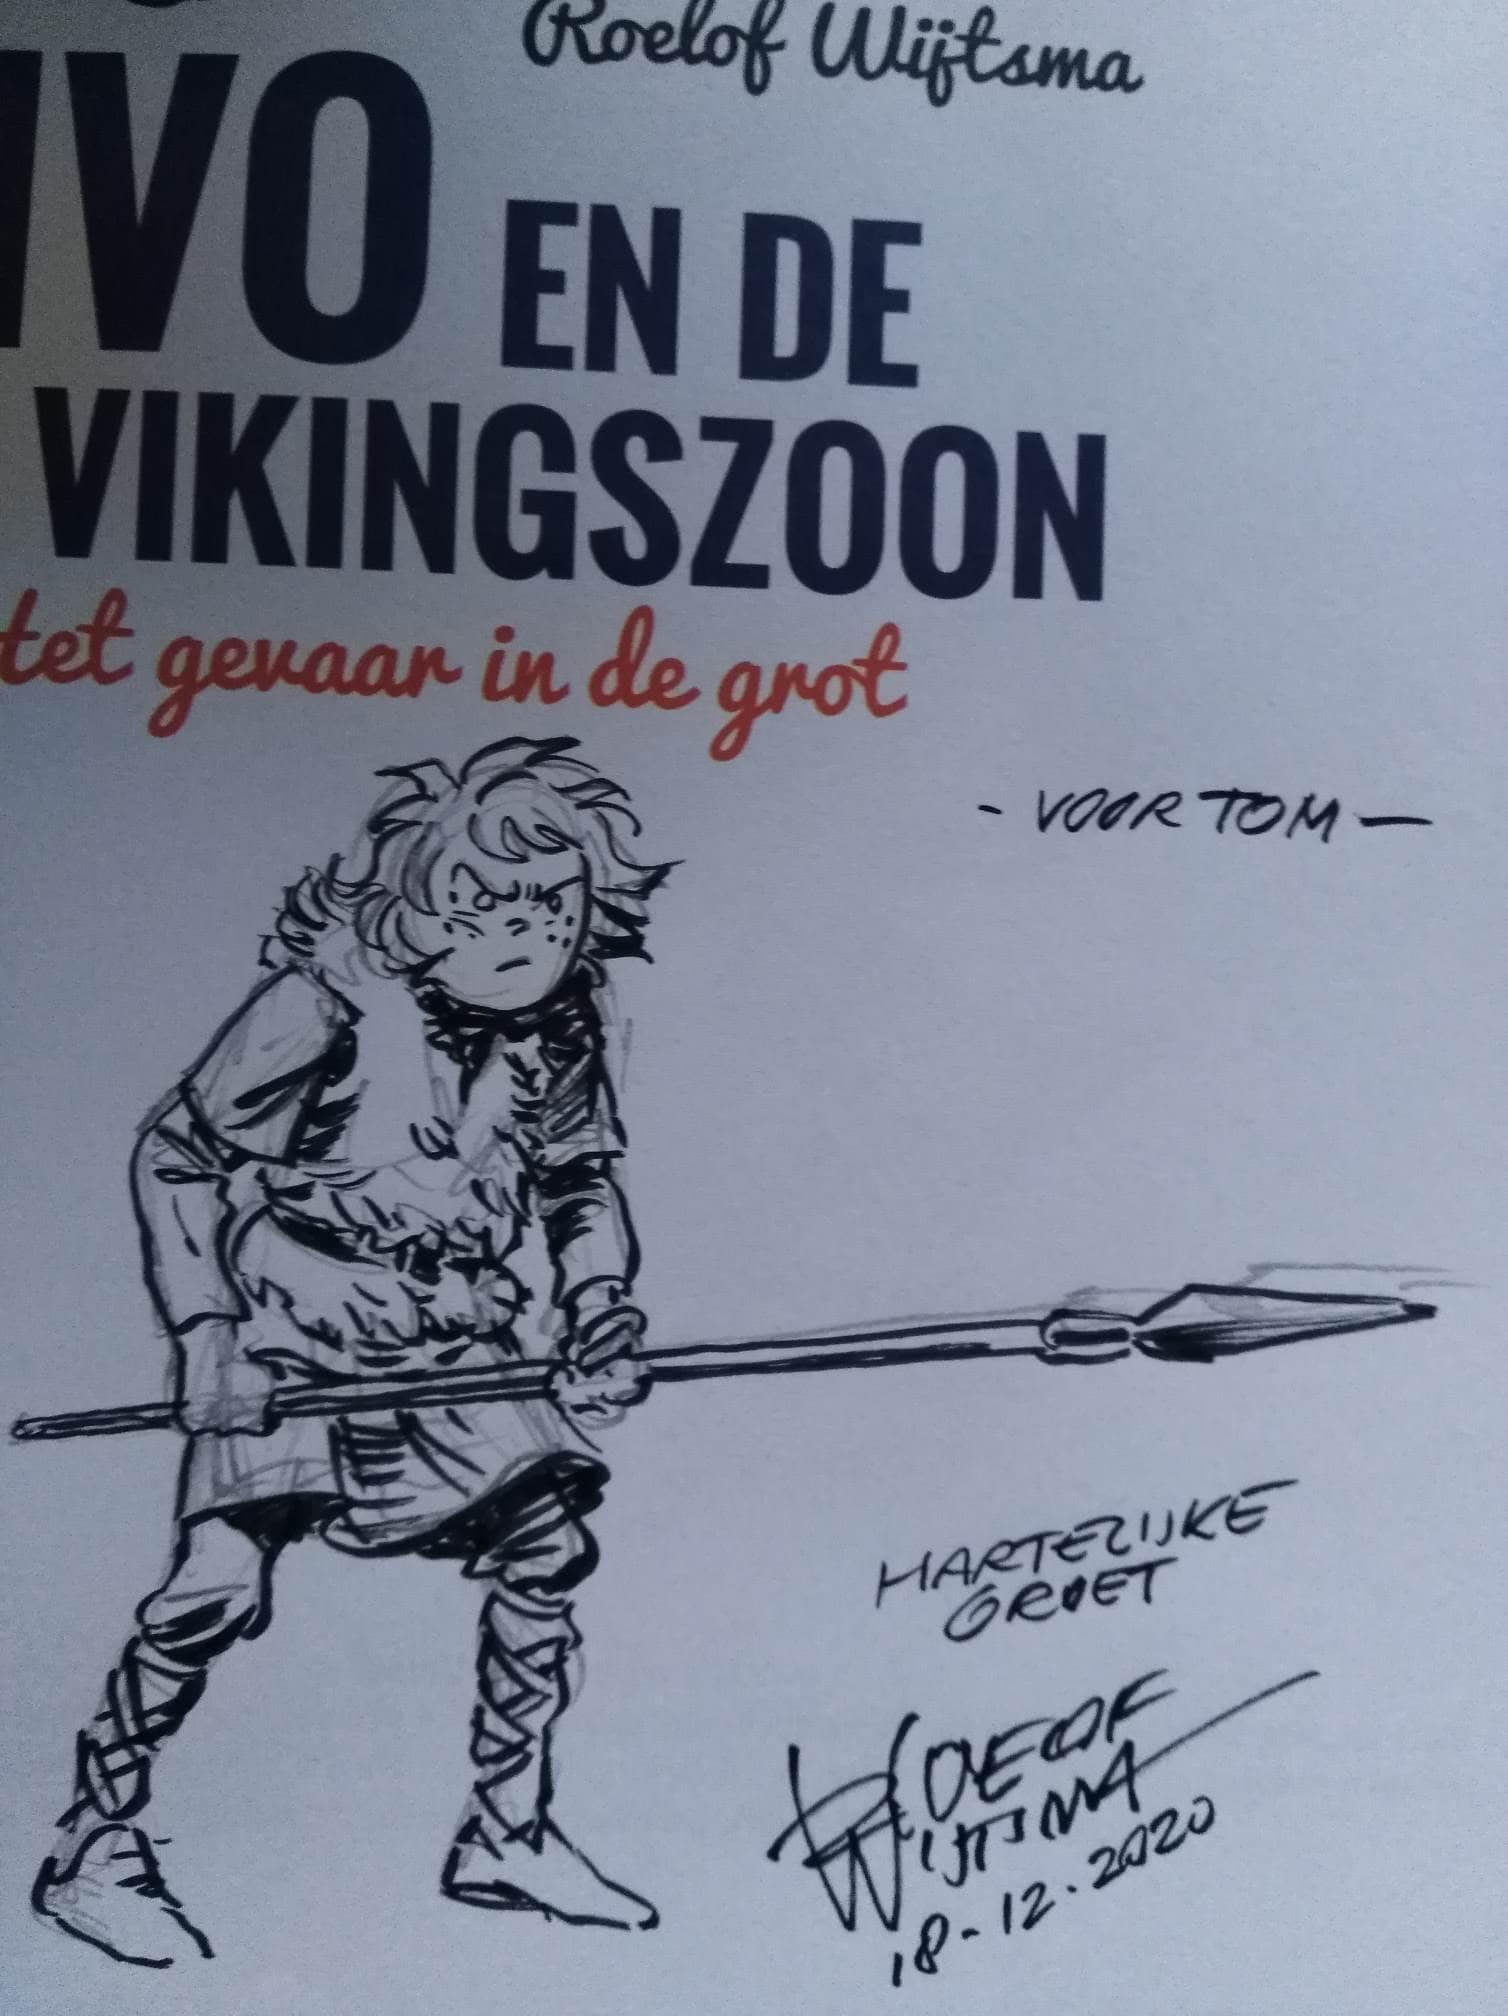 Roelof Wijtsma
IVO EN DE
VIKINGSZOON
tet gevaar in de grot
- VOOR TOM -
HARTELIJKE
GROET
ROELOF
WIJTSMA
18-12-2020